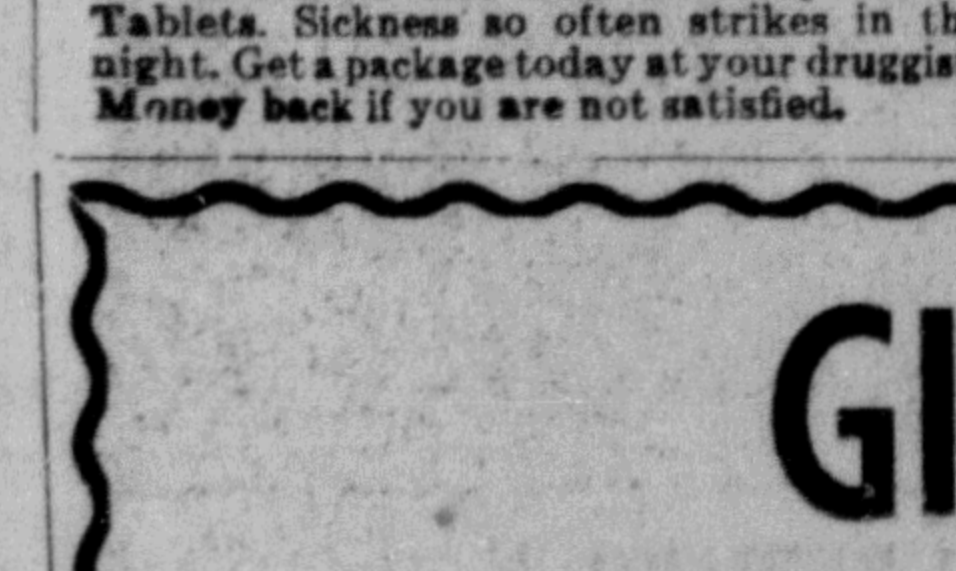 Tablets. Sickness so often strikes in th
night. Get a package today at your druggis
Money back if you are not satisfied.
GI